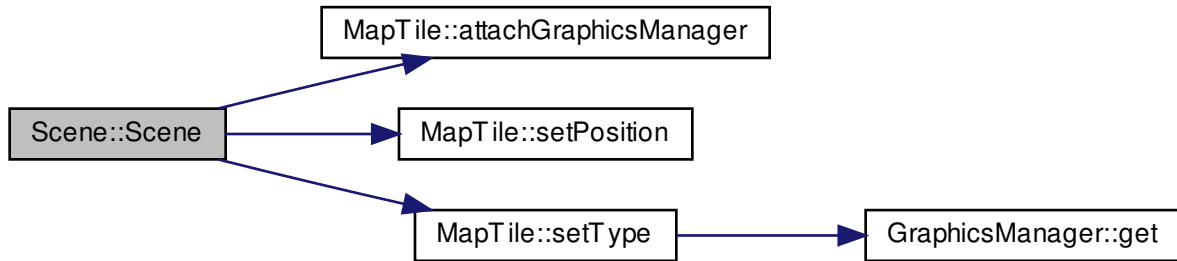 MapTile::attachGraphicsManager
Scene::Scene
MapTile::setPosition
MapTile::setType
GraphicsManager::get